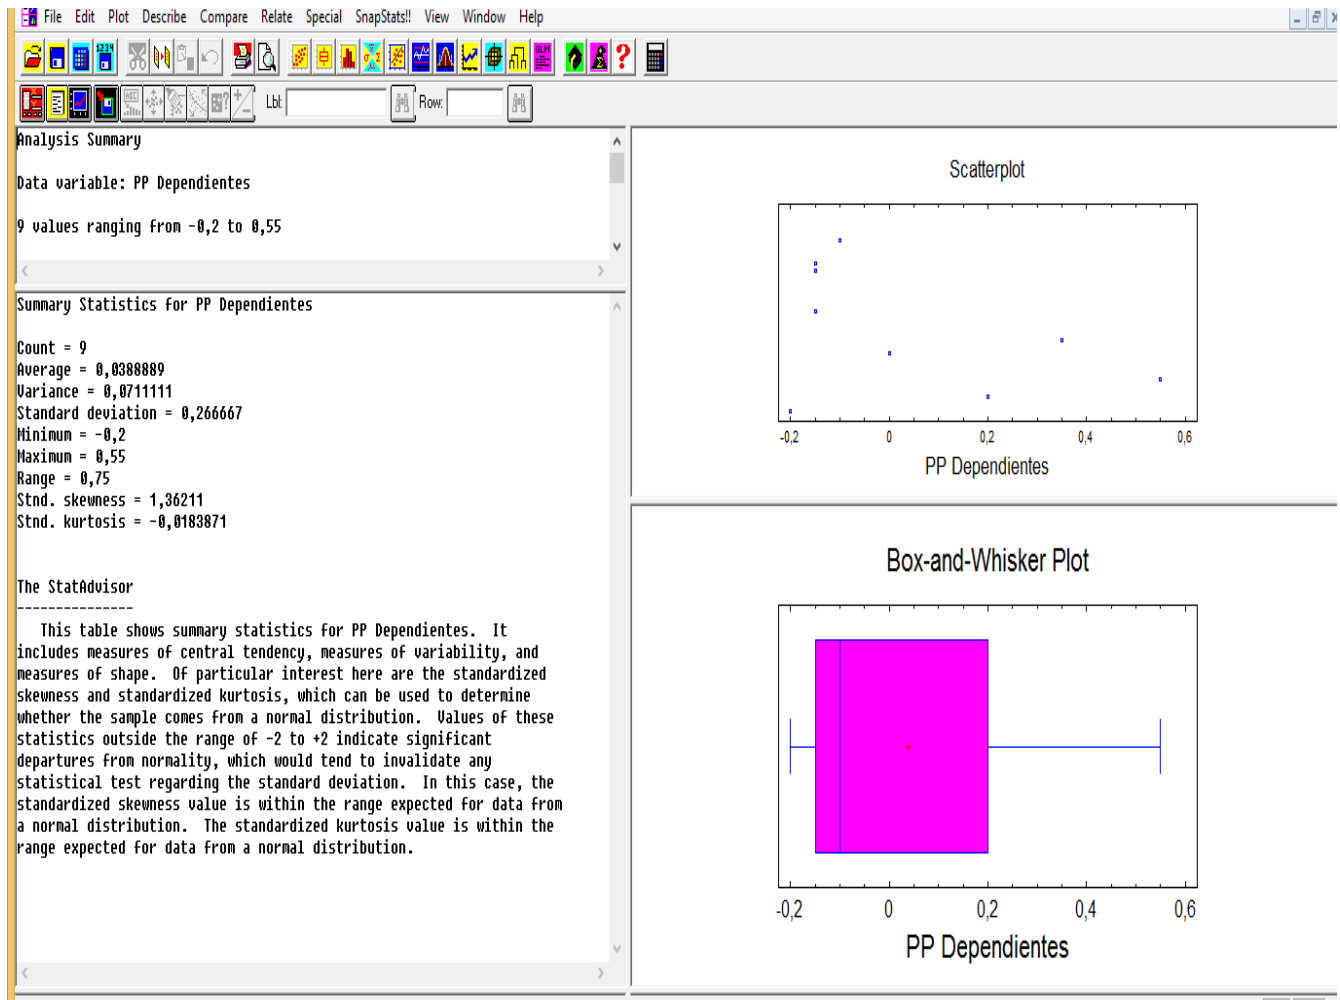 File Edit Plot Describe Compare Relate Special SnapStats!! View Window Help
Lbl: Row:
Analysis Summary
Data variable: PP Dependientes
9 values ranging from -0,2 to 0,55
Summary Statistics for PP Dependientes
Count = 9
Average = 0,0388889
Variance = 0,0711111
Standard deviation = 0,266667
Minimum = -0,2
Maximum = 0,55
Range = 0,75
Stnd. skewness = 1,36211
Stnd. kurtosis = -0,0183871
The StatAdvisor
---------------
This table shows summary statistics for PP Dependientes. It
includes measures of central tendency, measures of variability, and
measures of shape. Of particular interest here are the standardized
skewness and standardized kurtosis, which can be used to determine
whether the sample comes from a normal distribution. Values of these
statistics outside the range of -2 to +2 indicate significant
departures from normality, which would tend to invalidate any
statistical test regarding the standard deviation. In this case, the
standardized skewness value is within the range expected for data from
a normal distribution. The standardized kurtosis value is within the
range expected for data from a normal distribution.
Scatterplot
-0,2 0 0,2 0,4 0,6
PP Dependientes
Box-and-Whisker Plot
-0,2 0 0,2 0,4 0,6
PP Dependientes